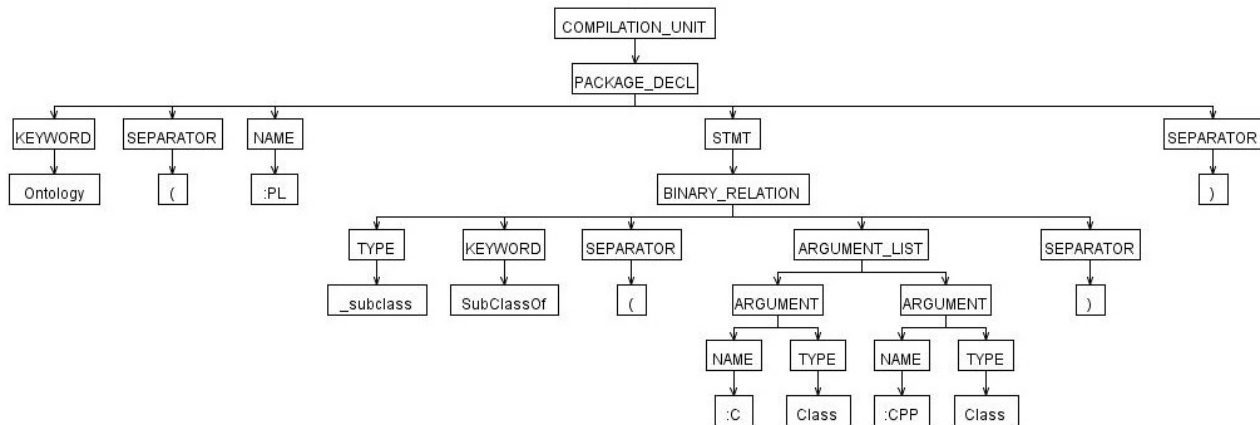 COMPILATION_UNIT
PACKAGE_DECL
KEYWORD SEPARATOR NAME STMT SEPARATOR
Ontology ( :PL BINARY_RELATION )
TYPE KEYWORD SEPARATOR ARGUMENT_LIST SEPARATOR
_subclass SubClassOf ( ARGUMENT ARGUMENT )
NAME TYPE NAME TYPE
:C Class :CPP Class